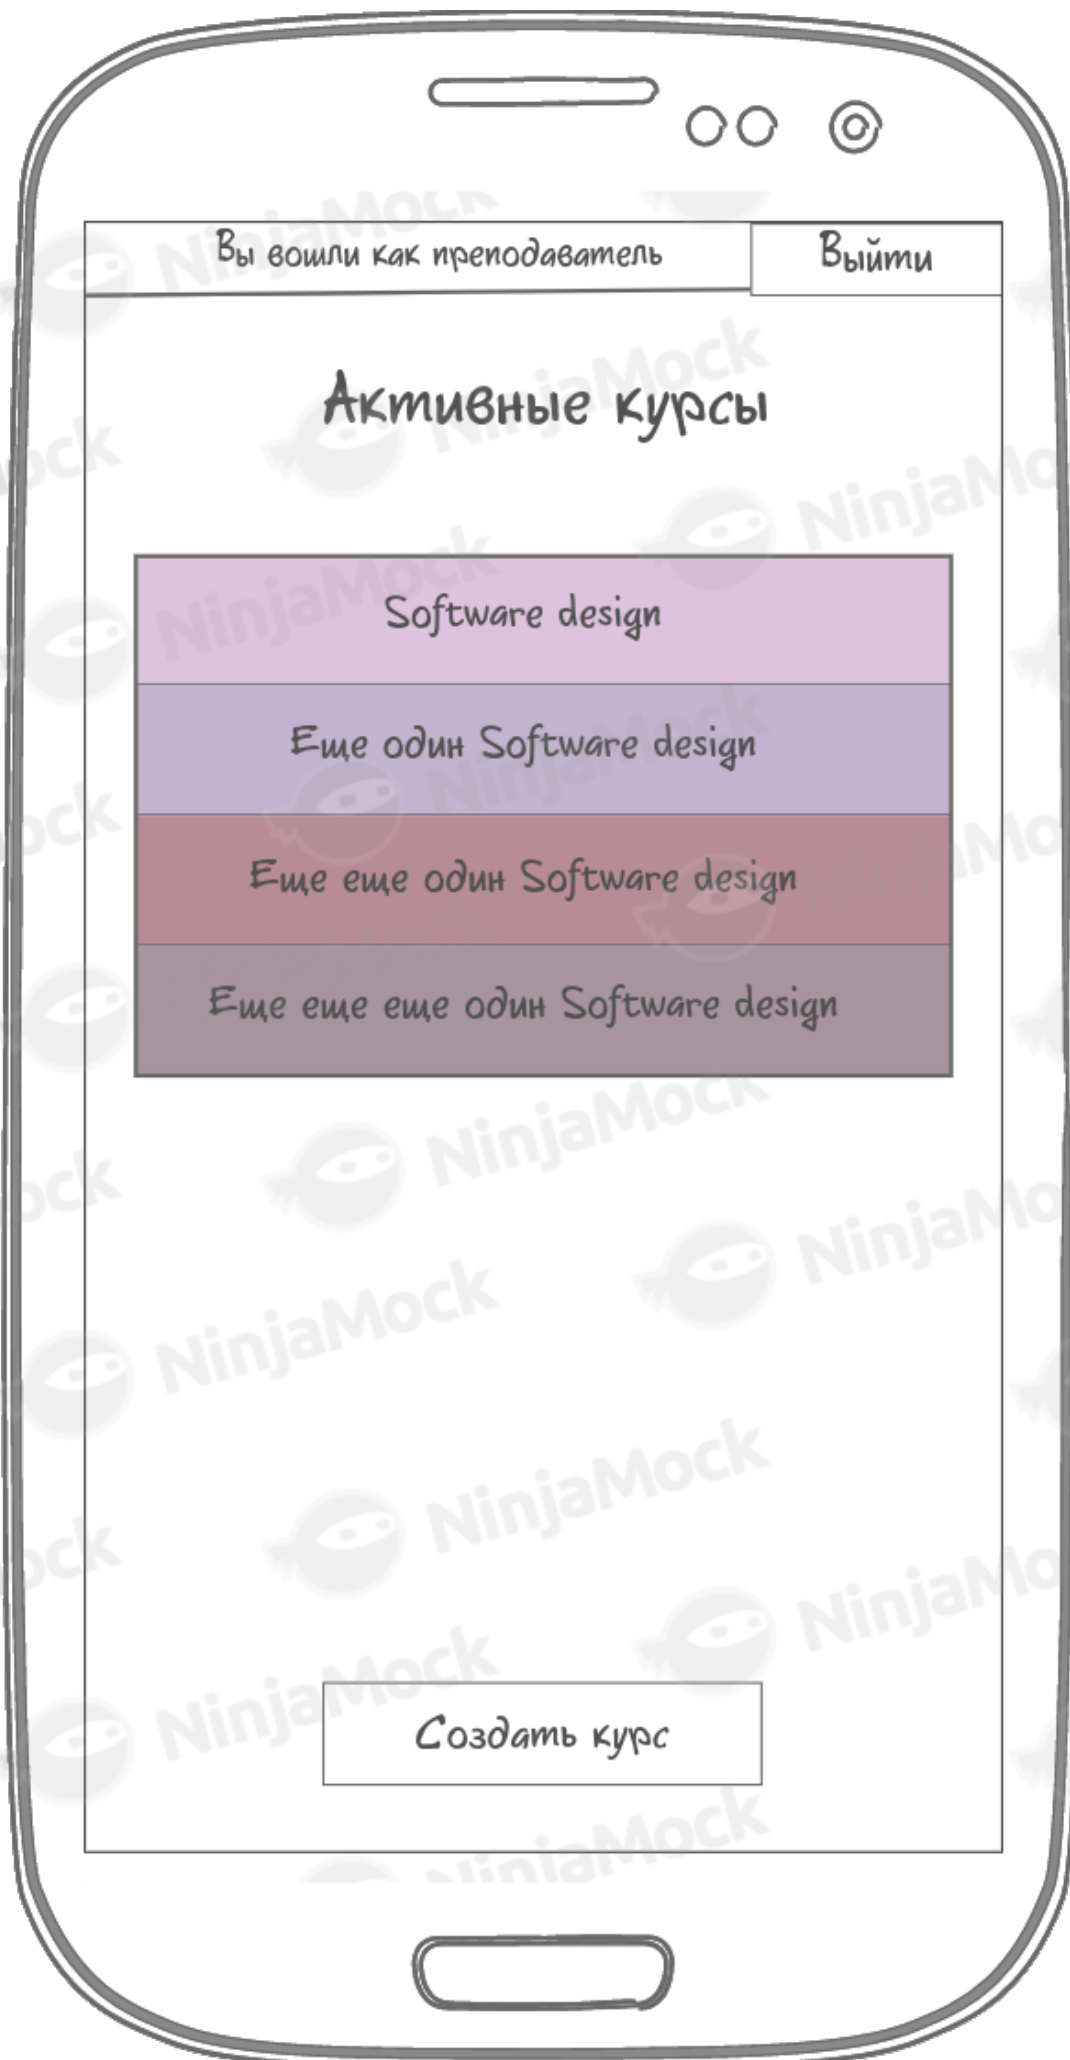 Вы вошли как преподаватель
Выйти
Активные курсы
Software design
Еще один Software design
Еще еще один Software design
Еще еще еще один Software design
Создать курс
NinjaMock